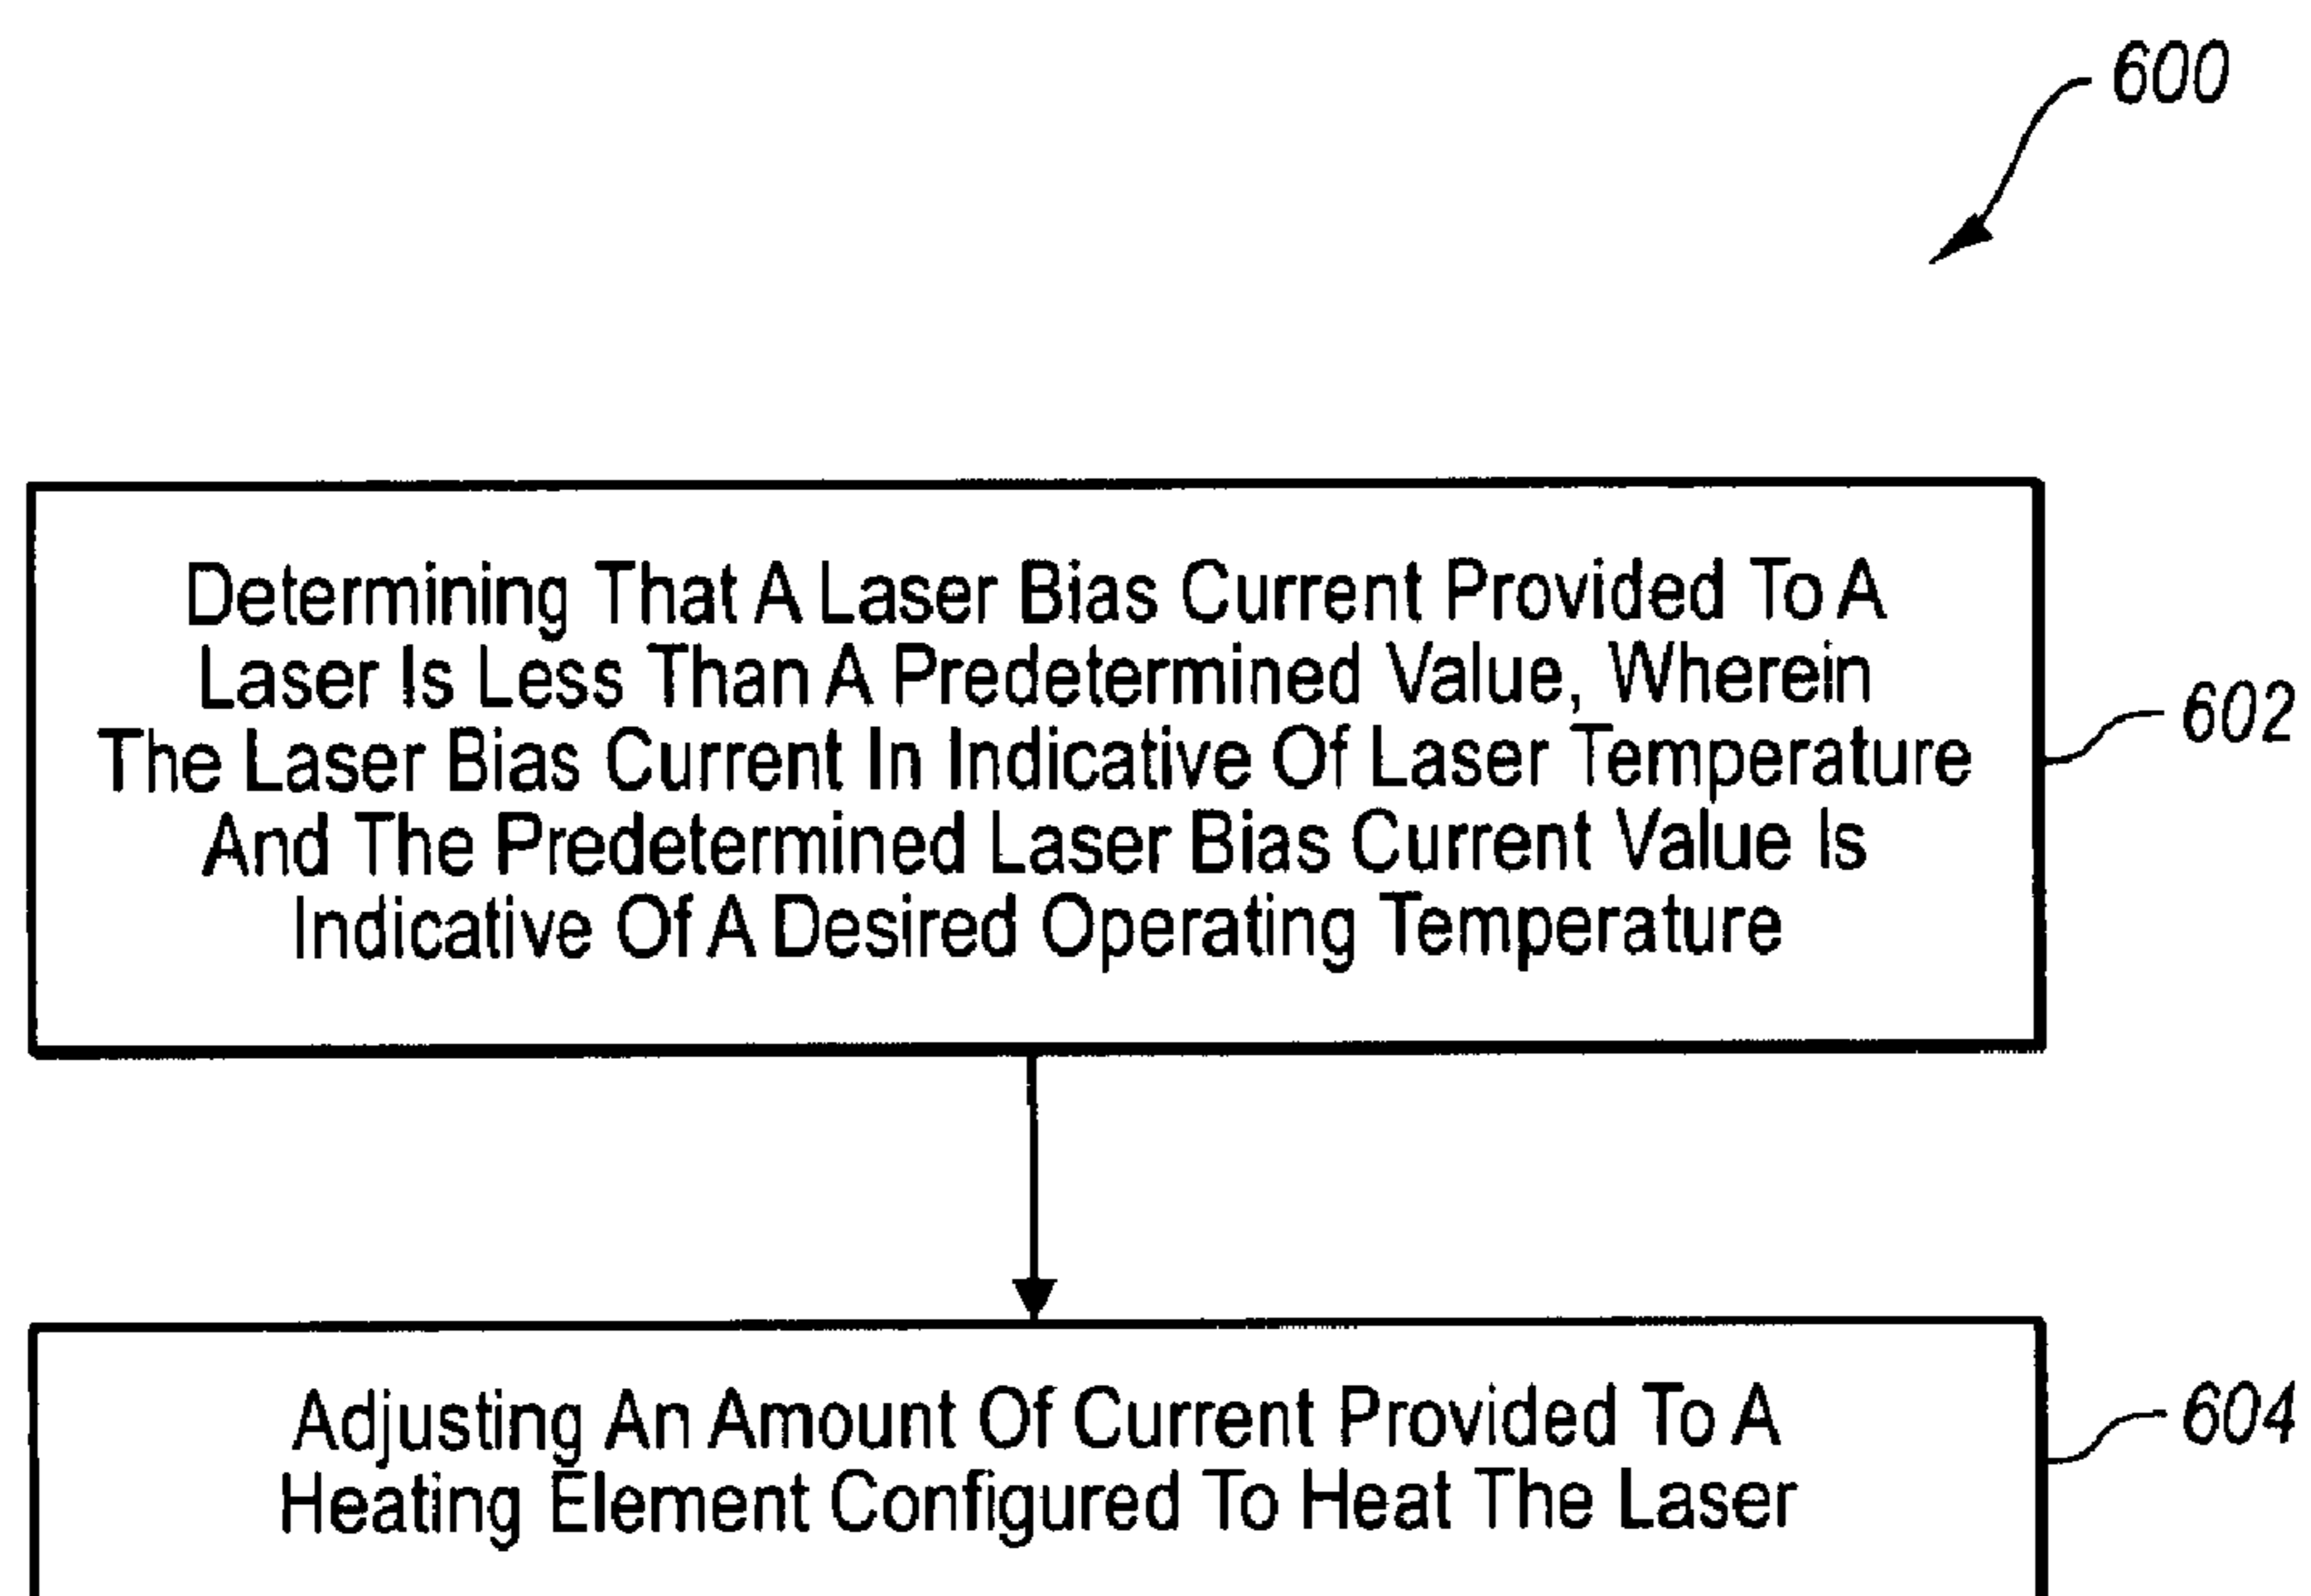 600
Determining That A Laser Bias Current Provided To A
Laser Is Less Than A Predetermined Value, Wherein
The Laser Bias Current In Indicative Of Laser Temperature
And The Predetermined Laser Bias Current Value Is
Indicative Of A Desired Operating Temperature
602
Adjusting An Amount Of Current Provided To A
Heating Element Configured To Heat The Laser
604